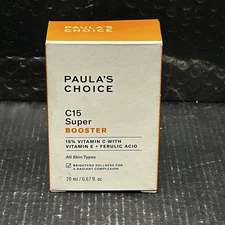 PAULA'S
CHOICE
C15
Super
BOOSTER
15% VITAMIN C WITH
VITAMIN E + FERULIC ACID
All Skin Types
BRIGHTENS DULLNESS FOR
A RADIANT COMPLEXION
20 ml / 0.67 fl. oz.